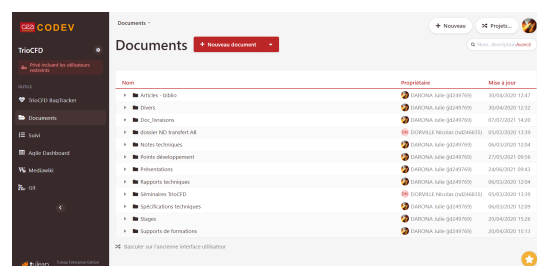 cea CODEV
Documents
+ Nouveau
Projets...
TrioCFD
Documents
+ Nouveau document
Nom, description
Avancé
Privé incluant les utilisateurs
restreints
OUTILS
Nom
Propriétaire
Mise à jour
TrioCFD BugTracker
Articles - biblio
DARONA Julie (jd249769)
30/04/2020 12:47
Divers
DARONA Julie (jd249769)
30/04/2020 12:32
Documents
Doc_livraisons
DARONA Julie (jd249769)
07/07/2021 14:20
Suivi
dossier ND transfert AB
DN DORVILLE Nicolas (nd246835)
05/03/2020 13:39
Notes techniques
DARONA Julie (jd249769)
06/03/2020 12:04
Agile Dashboard
Points développement
DARONA Julie (jd249769)
27/05/2021 09:56
Mediawiki
Présentations
DARONA Julie (jd249769)
24/06/2021 09:43
Git
Rapports techniques
DARONA Julie (jd249769)
06/03/2020 12:04
Séminaires TrioCFD
DN DORVILLE Nicolas (nd246835)
05/03/2020 13:39
Spécifications techniques
DARONA Julie (jd249769)
06/03/2020 12:09
Stages
DARONA Julie (jd249769)
20/04/2020 15:26
Supports de formations
DARONA Julie (jd249769)
20/04/2020 15:13
Basculer sur l'ancienne interface utilisateur
tuleap
Tuleap Enterprise Edition